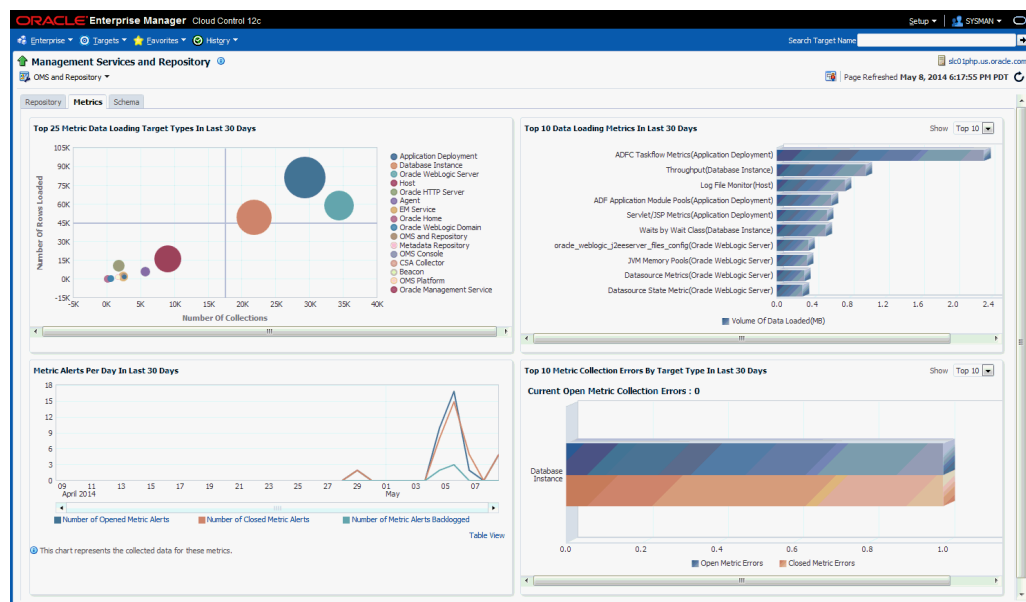 ORACLE Enterprise Manager Cloud Control 12c
Setup SYSMAN
Enterprise Targets Favorites History
Search Target Name
Management Services and Repository
slc01php.us.oracle.com
OMS and Repository
Page Refreshed May 8, 2014 6:17:55 PM PDT
Repository Metrics Schema
Top 25 Metric Data Loading Target Types In Last 30 Days
Number Of Rows Loaded
105K
90K
75K
60K
45K
30K
15K
0K
-15K
-5K 0K 5K 10K 15K 20K 25K 30K 35K 40K
Number Of Collections
Application Deployment
Database Instance
Oracle WebLogic Server
Host
Oracle HTTP Server
Agent
EM Service
Oracle Home
Oracle WebLogic Domain
OMS and Repository
Metadata Repository
OMS Console
CSA Collector
Beacon
OMS Platform
Oracle Management Service
Top 10 Data Loading Metrics In Last 30 Days
Show Top 10
ADFC Taskflow Metrics(Application Deployment)
Throughput(Database Instance)
Log File Monitor(Host)
ADF Application Module Pools(Application Deployment)
Servlet/JSP Metrics(Application Deployment)
Waits by Wait Class(Database Instance)
oracle_weblogic_j2eeserver_files_config(Oracle WebLogic Server)
JVM Memory Pools(Oracle WebLogic Server)
Datasource Metrics(Oracle WebLogic Server)
Datasource State Metric(Oracle WebLogic Server)
0.0 0.4 0.8 1.2 1.6 2.0 2.4
Volume Of Data Loaded(MB)
Metric Alerts Per Day In Last 30 Days
18
15
12
9
6
3
0
09 11 13 15 17 19 21 23 25 27 29 01 03 05 07
April 2014 May
Number of Opened Metric Alerts Number of Closed Metric Alerts Number of Metric Alerts Backlogged
Table View
This chart represents the collected data for these metrics.
Top 10 Metric Collection Errors By Target Type In Last 30 Days
Show Top 10
Current Open Metric Collection Errors : 0
Database
Instance
0.0 0.2 0.4 0.6 0.8 1.0
Open Metric Errors Closed Metric Errors